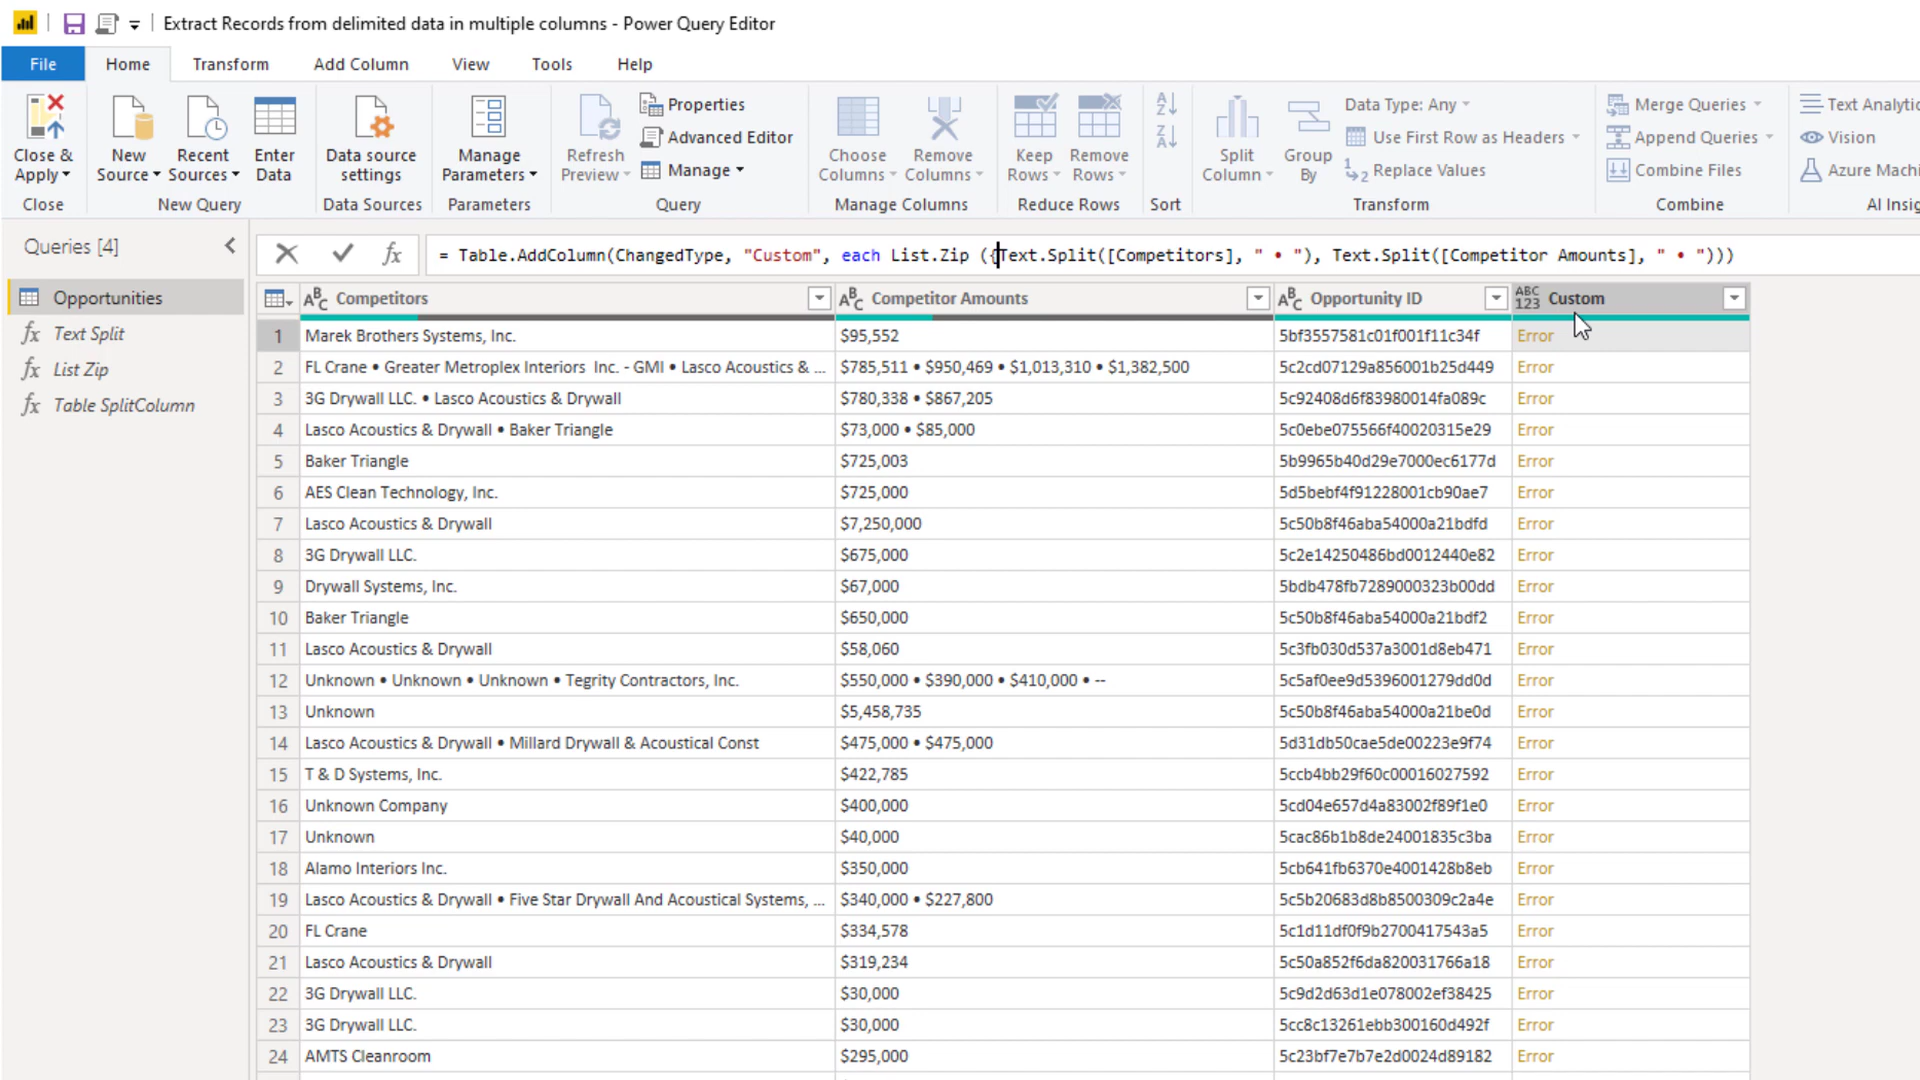 Extract Records from delimited data in multiple columns - Power Query Editor
File Home Transform Add Column View Tools Help
Close & Apply
New Source
Recent Sources
Enter Data
Data source settings
Manage Parameters
Refresh Preview
Properties
Advanced Editor
Manage
Choose Columns
Remove Columns
Keep Rows
Remove Rows
A Z
Z A
Split Column
Group By
Data Type: Any
Use First Row as Headers
1 2 Replace Values
Merge Queries
Append Queries
Combine Files
Text Analytic
Vision
Azure Machi
Close New Query Data Sources Parameters Query Manage Columns Reduce Rows Sort Transform Combine AI Insig
Queries [4]
Opportunities
fx Text Split
fx List Zip
fx Table SplitColumn
fx = Table.AddColumn(ChangedType, "Custom", each List.Zip ({Text.Split([Competitors], " • "), Text.Split([Competitor Amounts], " • ")))
ABC Competitors ABC Competitor Amounts ABC Opportunity ID ABC 123 Custom
1 Marek Brothers Systems, Inc. $95,552 5bf3557581c01f001f11c34f Error
2 FL Crane • Greater Metroplex Interiors Inc. - GMI • Lasco Acoustics & ... $785,511 • $950,469 • $1,013,310 • $1,382,500 5c2cd07129a856001b25d449 Error
3 3G Drywall LLC. • Lasco Acoustics & Drywall $780,338 • $867,205 5c92408d6f83980014fa089c Error
4 Lasco Acoustics & Drywall • Baker Triangle $73,000 • $85,000 5c0ebe075566f40020315e29 Error
5 Baker Triangle $725,003 5b9965b40d29e7000ec6177d Error
6 AES Clean Technology, Inc. $725,000 5d5bebf4f91228001cb90ae7 Error
7 Lasco Acoustics & Drywall $7,250,000 5c50b8f46aba54000a21bdfd Error
8 3G Drywall LLC. $675,000 5c2e14250486bd0012440e82 Error
9 Drywall Systems, Inc. $67,000 5bdb478fb7289000323b00dd Error
10 Baker Triangle $650,000 5c50b8f46aba54000a21bdf2 Error
11 Lasco Acoustics & Drywall $58,060 5c3fb030d537a3001d8eb471 Error
12 Unknown • Unknown • Unknown • Tegrity Contractors, Inc. $550,000 • $390,000 • $410,000 • -- 5c5af0ee9d5396001279dd0d Error
13 Unknown $5,458,735 5c50b8f46aba54000a21be0d Error
14 Lasco Acoustics & Drywall • Millard Drywall & Acoustical Const $475,000 • $475,000 5d31db50cae5de00223e9f74 Error
15 T & D Systems, Inc. $422,785 5ccb4bb29f60c00016027592 Error
16 Unknown Company $400,000 5cd04e657d4a83002f89f1e0 Error
17 Unknown $40,000 5cac86b1b8de24001835c3ba Error
18 Alamo Interiors Inc. $350,000 5cb641fb6370e4001428b8eb Error
19 Lasco Acoustics & Drywall • Five Star Drywall And Acoustical Systems, ... $340,000 • $227,800 5c5b20683d8b8500309c2a4e Error
20 FL Crane $334,578 5c1d11df0f9b2700417543a5 Error
21 Lasco Acoustics & Drywall $319,234 5c50a852f6da820031766a18 Error
22 3G Drywall LLC. $30,000 5c9d2d63d1e078002ef38425 Error
23 3G Drywall LLC. $30,000 5cc8c13261ebb300160d492f Error
24 AMTS Cleanroom $295,000 5c23bf7e7b7e2d0024d89182 Error